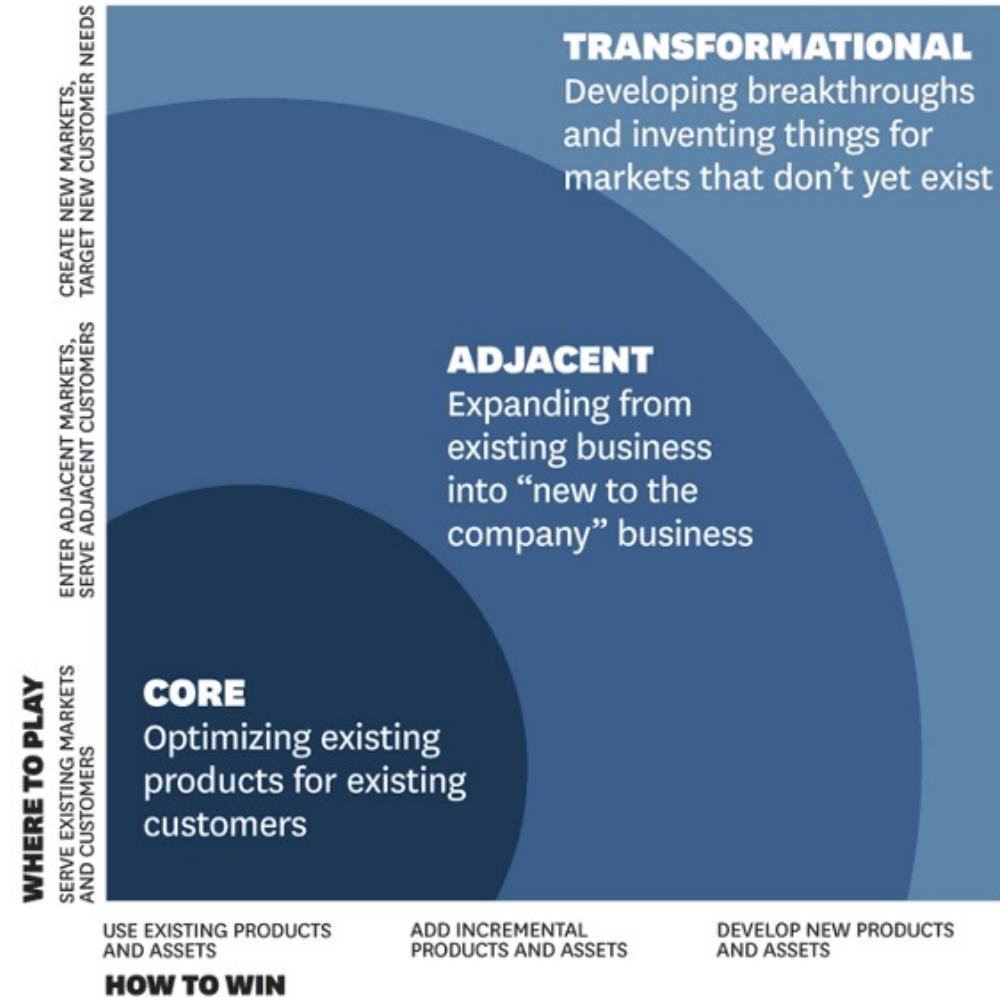 TRANSFORMATIONAL
Developing breakthroughs
and inventing things for
markets that don’t yet exist
ADJACENT
Expanding from
existing business
into “new to the
company” business
CORE
Optimizing existing
products for existing
customers
WHERE TO PLAY
CREATE NEW MARKETS,
TARGET NEW CUSTOMER NEEDS
ENTER ADJACENT MARKETS,
SERVE ADJACENT CUSTOMERS
SERVE EXISTING MARKETS
AND CUSTOMERS
USE EXISTING PRODUCTS
AND ASSETS
ADD INCREMENTAL
PRODUCTS AND ASSETS
DEVELOP NEW PRODUCTS
AND ASSETS
HOW TO WIN